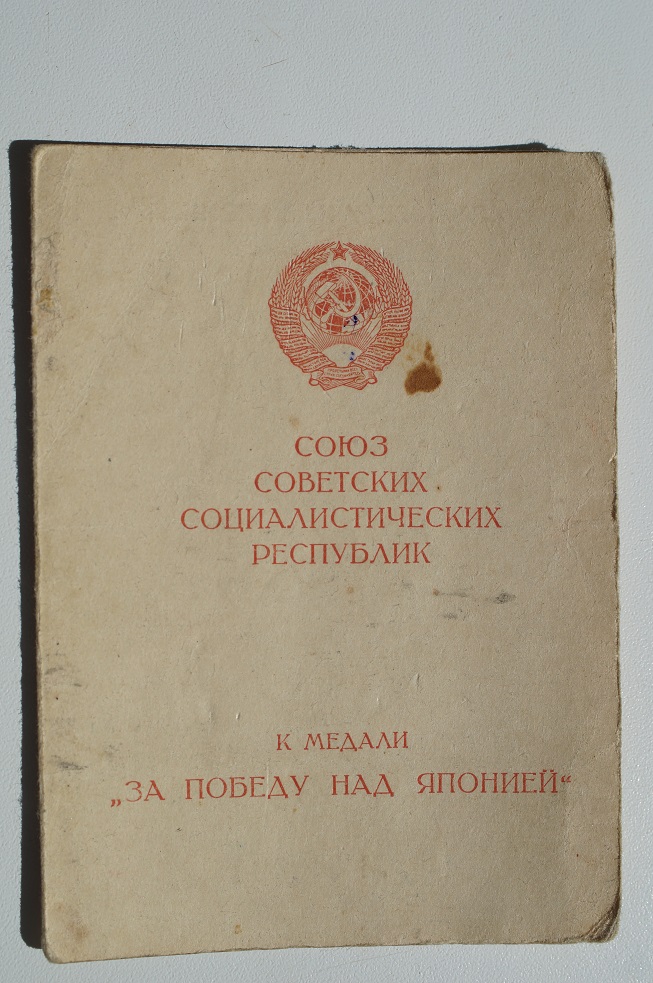 СОЮЗ
СОВЕТСКИХ
СОЦИАЛИСТИЧЕСКИХ
РЕСПУБЛИК
К МЕДАЛИ
„ЗА ПОБЕДУ НАД ЯПОНИЕЙ“